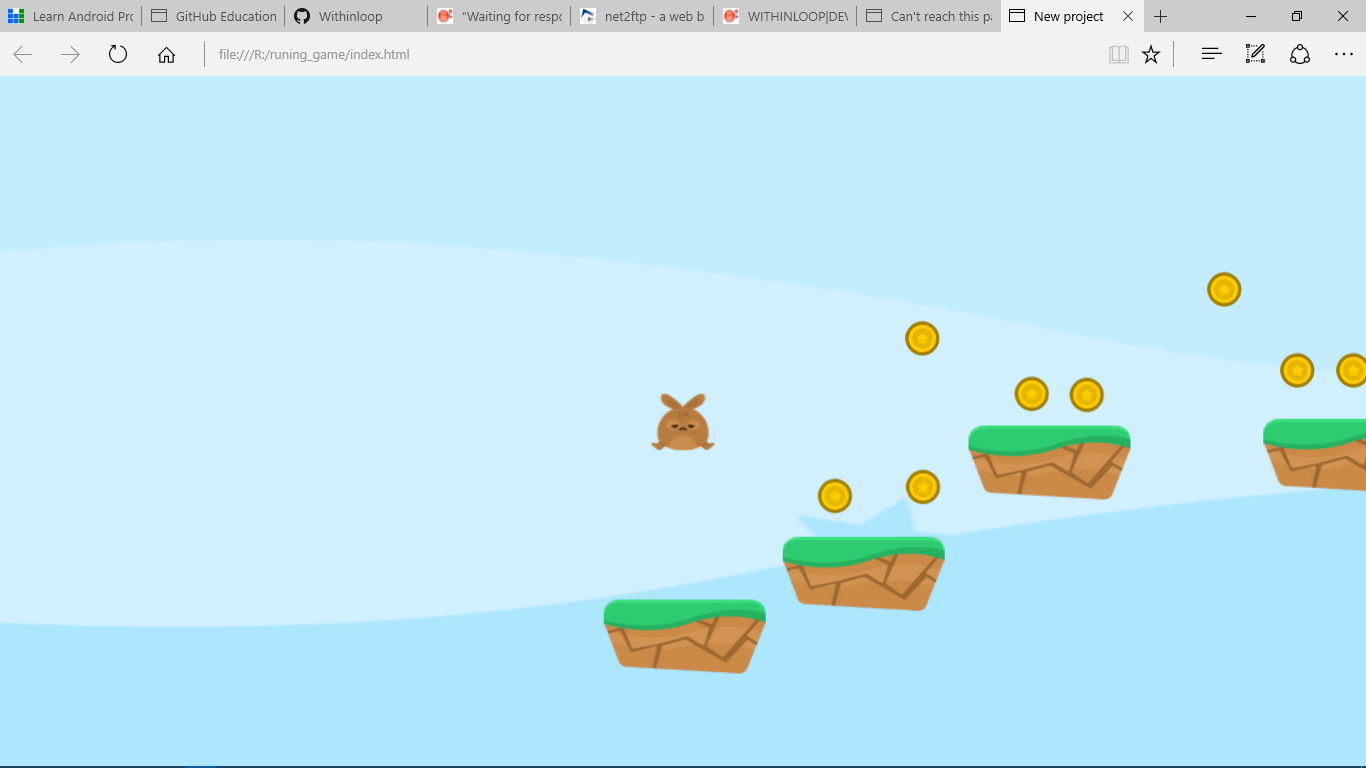 Learn Android Pro
GitHub Education
Withinloop
"Waiting for respo
net2ftp - a web b
WITHINLOOP|DEV
Can't reach this pa
New project
file:///R:/runing_game/index.html